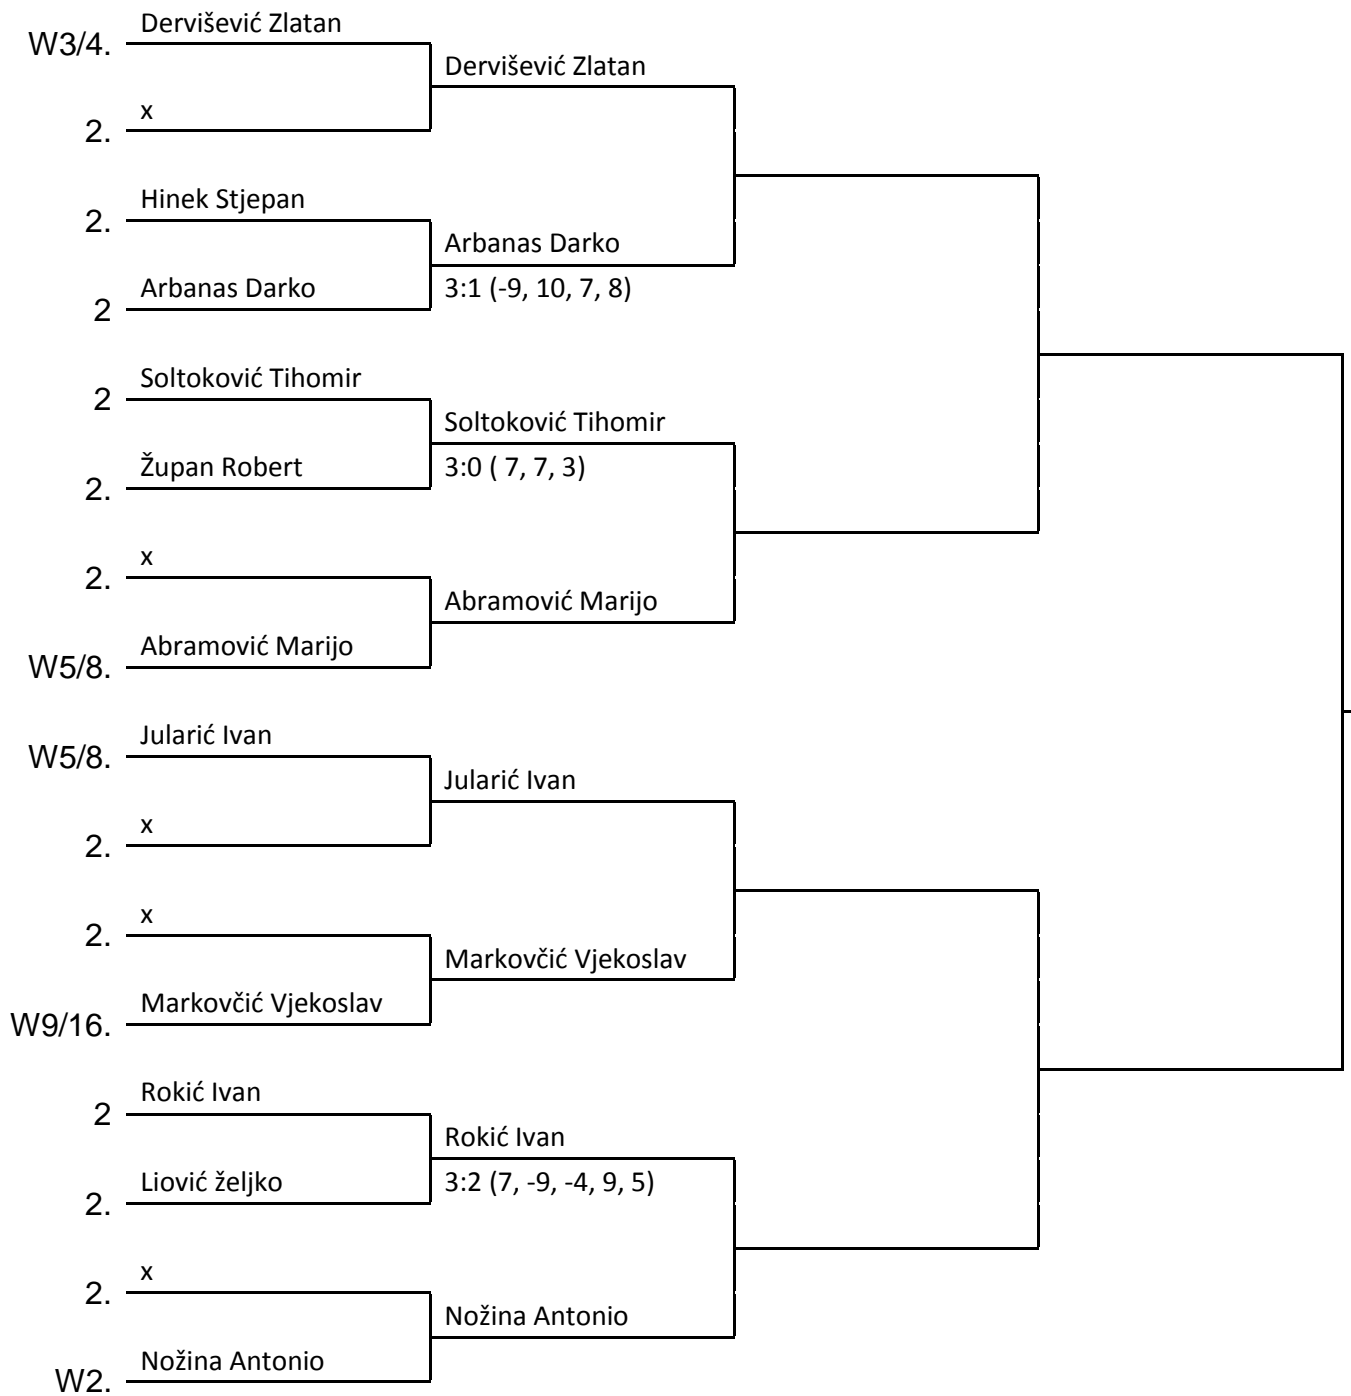 Dervišević Zlatan
W3/4.
Dervišević Zlatan
x
2.
Hinek Stjepan
2.
Arbanas Darko
Arbanas Darko
3:1 (-9, 10, 7, 8)
2
Soltoković Tihomir
2
Soltoković Tihomir
Župan Robert
3:0 ( 7, 7, 3)
2.
x
2.
Abramović Marijo
Abramović Marijo
W5/8.
Jularić Ivan
W5/8.
Jularić Ivan
x
2.
x
2.
Markovčić Vjekoslav
Markovčić Vjekoslav
W9/16.
Rokić Ivan
2
Rokić Ivan
Liović željko
3:2 (7, -9, -4, 9, 5)
2.
x
2.
Nožina Antonio
Nožina Antonio
W2.